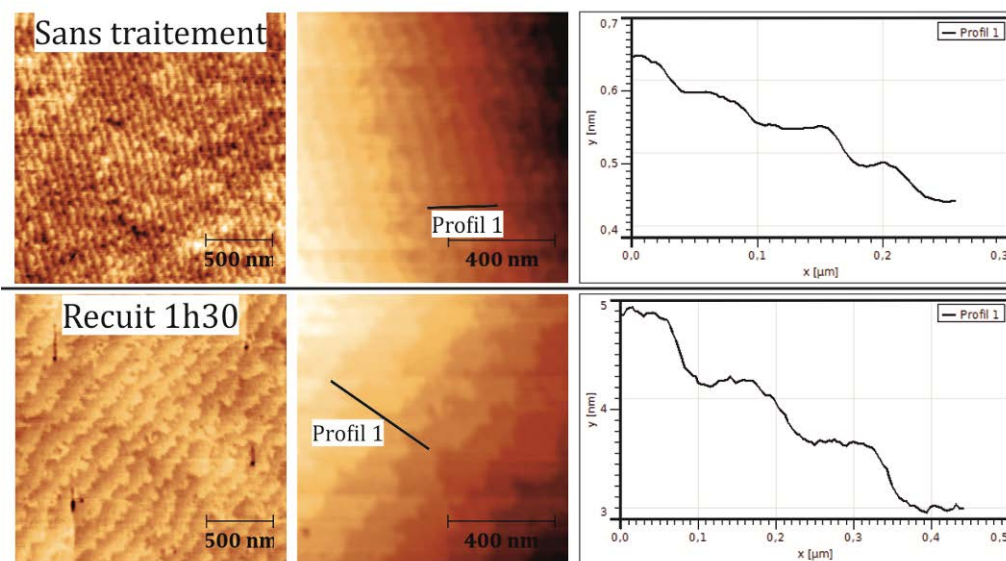 Sans traitement
500 nm
Profil 1
400 nm
0.7
0.6
0.5
0.4
y [nm]
Profil 1
0,0
0,1
0,2
0,3
x [µm]
Recuit 1h30
500 nm
Profil 1
400 nm
5
4
3
y [nm]
Profil 1
0,0
0,1
0,2
0,3
0,4
0,5
x [µm]